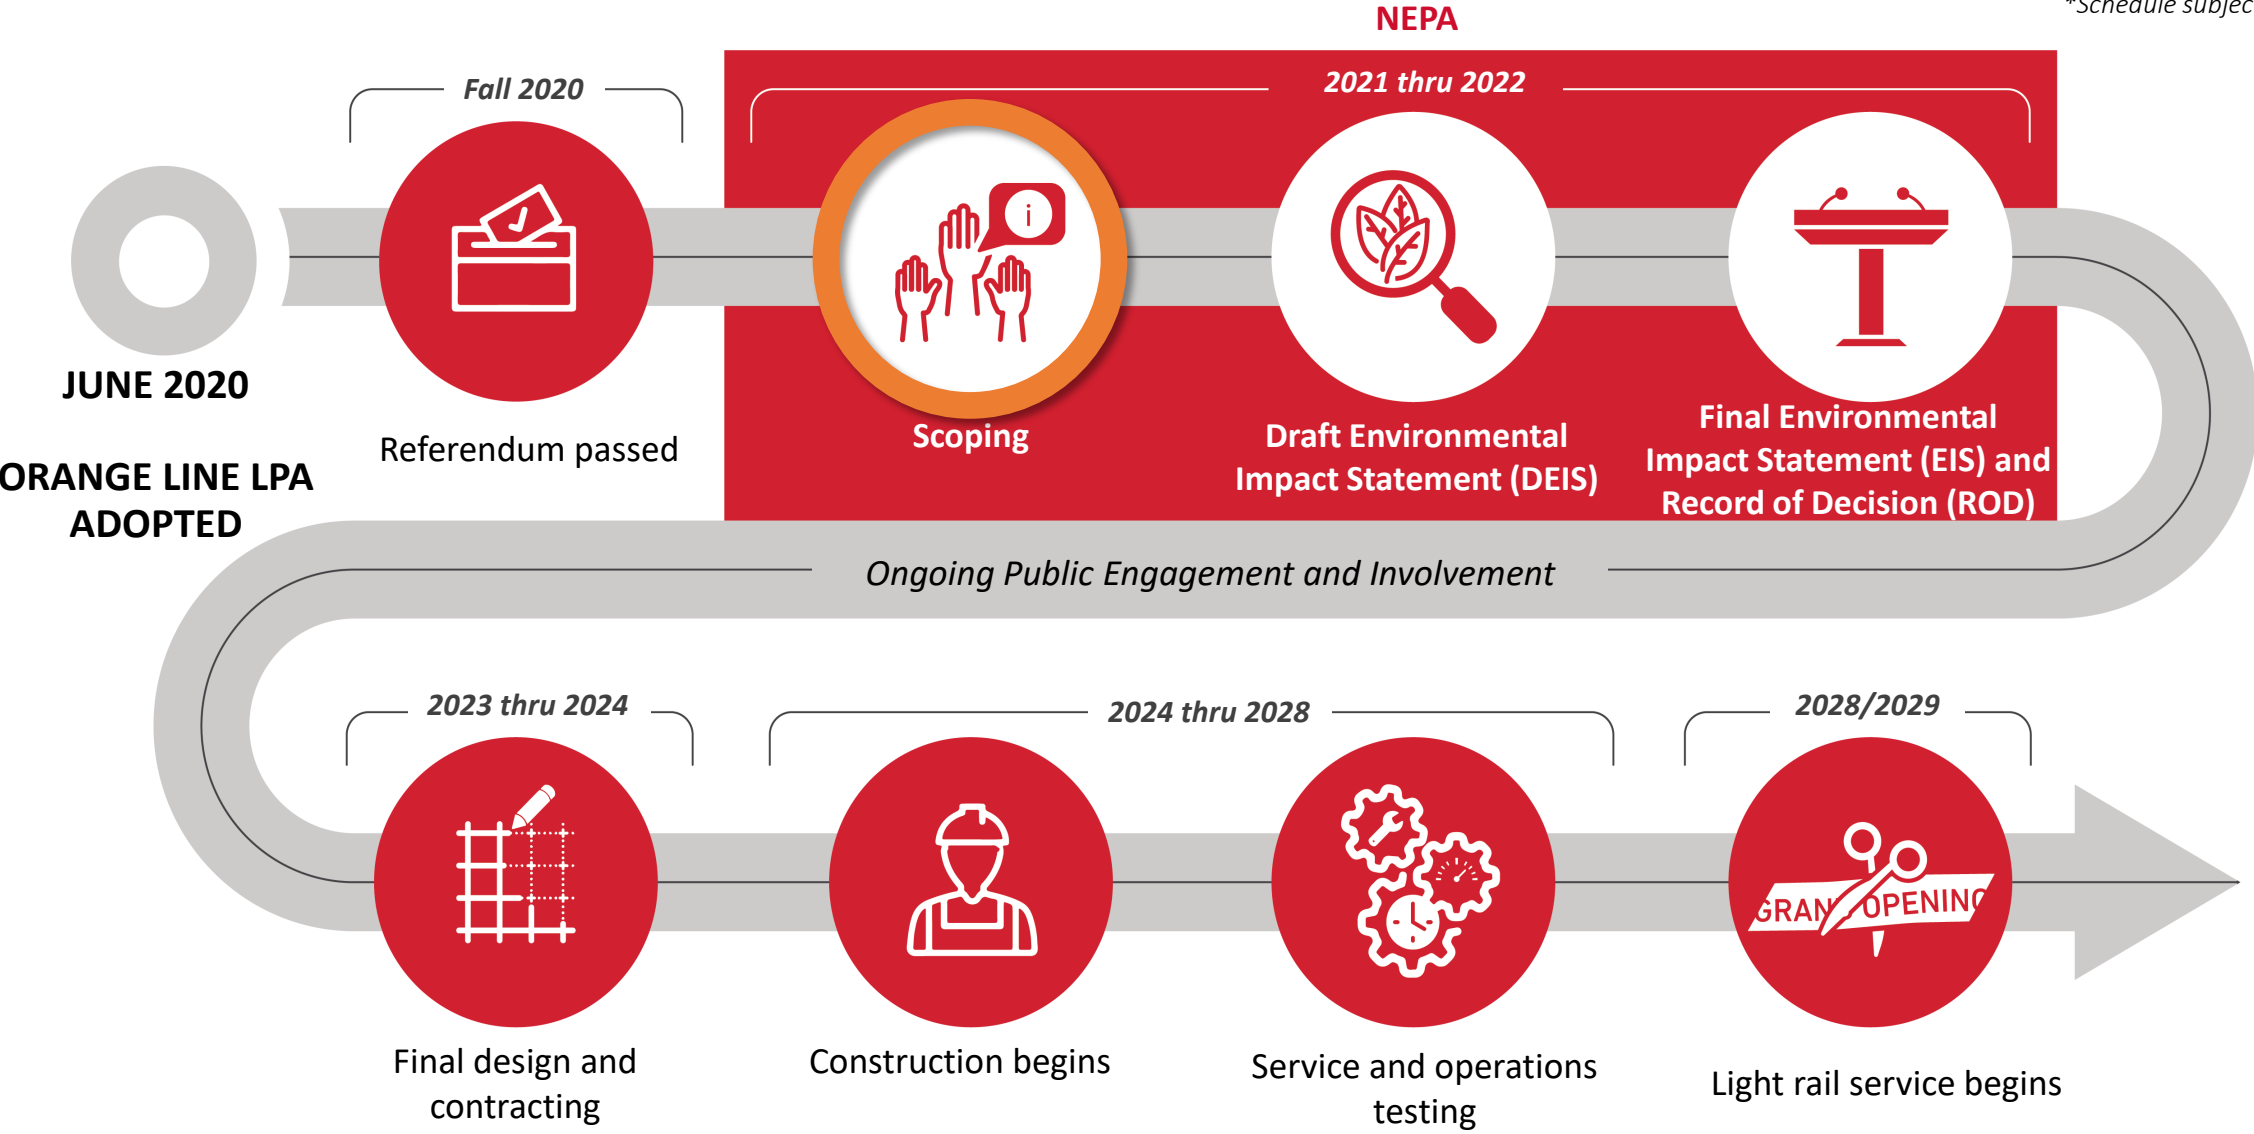 NEPA
*Schedule subjec
Fall 2020
2021 thru 2022
i
JUNE 2020
ORANGE LINE LPA
ADOPTED
Referendum passed
Scoping
Draft Environmental
Impact Statement (DEIS)
Final Environmental
Impact Statement (EIS) and
Record of Decision (ROD)
Ongoing Public Engagement and Involvement
2023 thru 2024
2024 thru 2028
2028/2029
GRAND OPENING
Final design and
contracting
Construction begins
Service and operations
testing
Light rail service begins